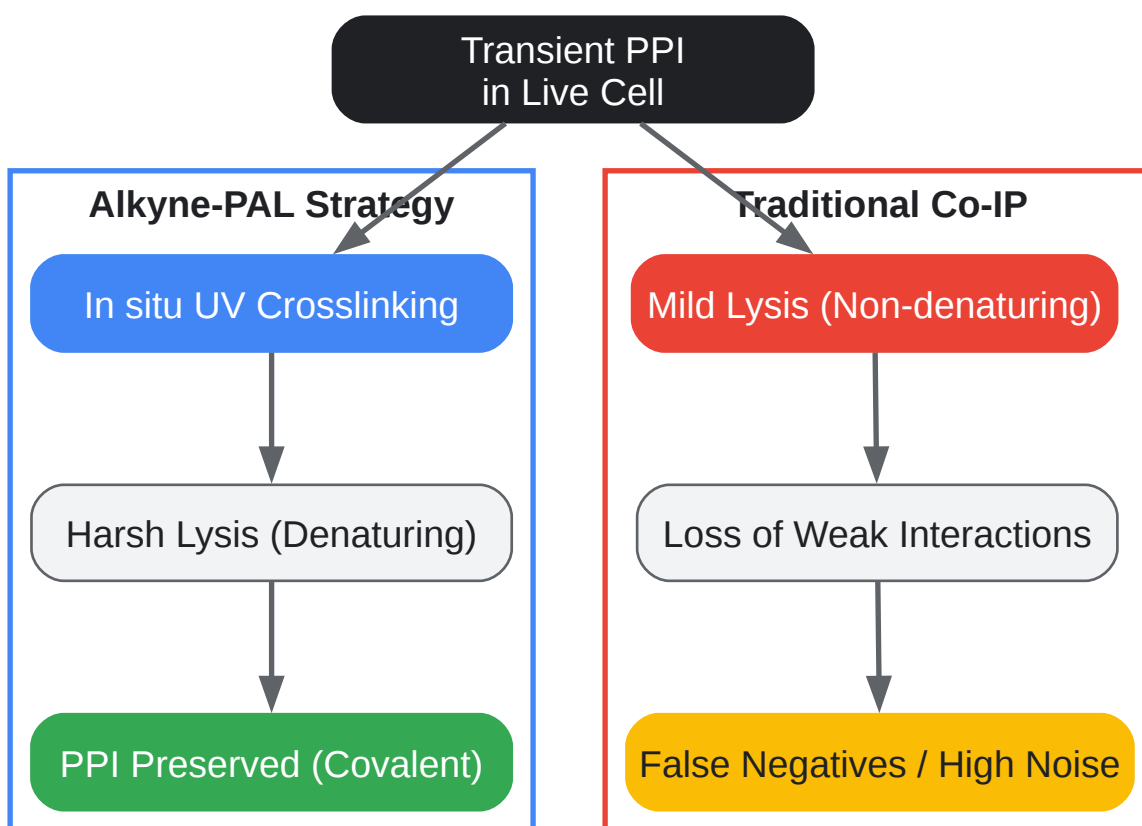 Transient PPI
in Live Cell
Alkyne-PAL Strategy
In situ UV Crosslinking
Harsh Lysis (Denaturing)
PPI Preserved (Covalent)
Traditional Co-IP
Mild Lysis (Non-denaturing)
Loss of Weak Interactions
False Negatives / High Noise